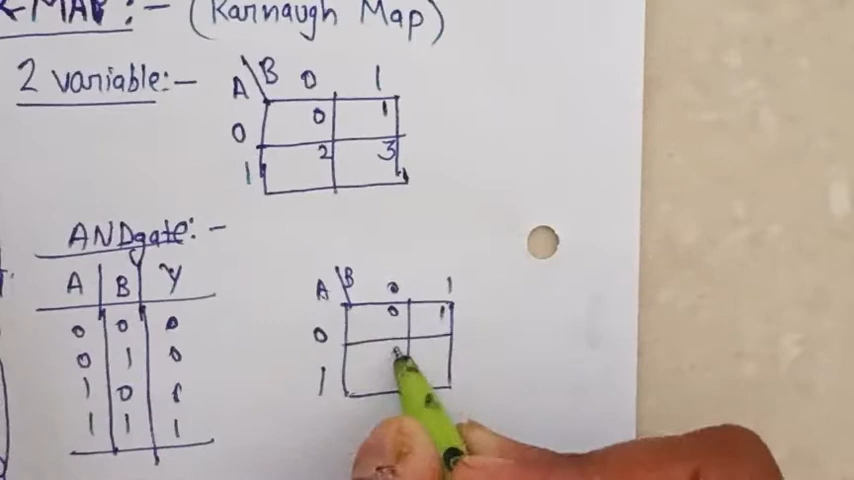 K-MAP:- (Karnaugh Map)
2 variable:-
A\B 0 1
0 0 1
1 2 3
ANDgate:-
A B Y
0 0 0
0 1 0
1 0
1 1 1
A\B 0 1
0 0 1
1